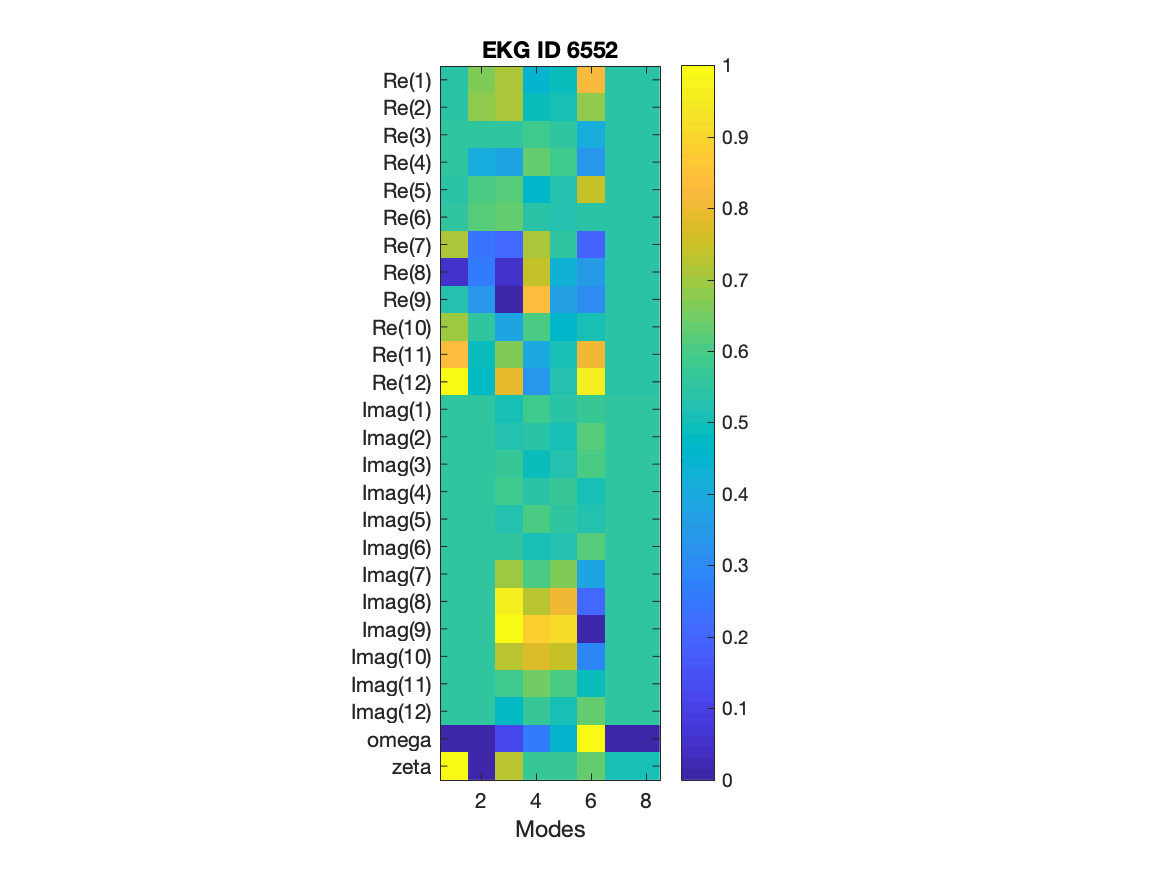 EKG ID 6552
Re(1)
Re(2)
Re(3)
Re(4)
Re(5)
Re(6)
Re(7)
Re(8)
Re(9)
Re(10)
Re(11)
Re(12)
Imag(1)
Imag(2)
Imag(3)
Imag(4)
Imag(5)
Imag(6)
Imag(7)
Imag(8)
Imag(9)
Imag(10)
Imag(11)
Imag(12)
omega
zeta
2 4 6 8
Modes
1
0.9
0.8
0.7
0.6
0.5
0.4
0.3
0.2
0.1
0